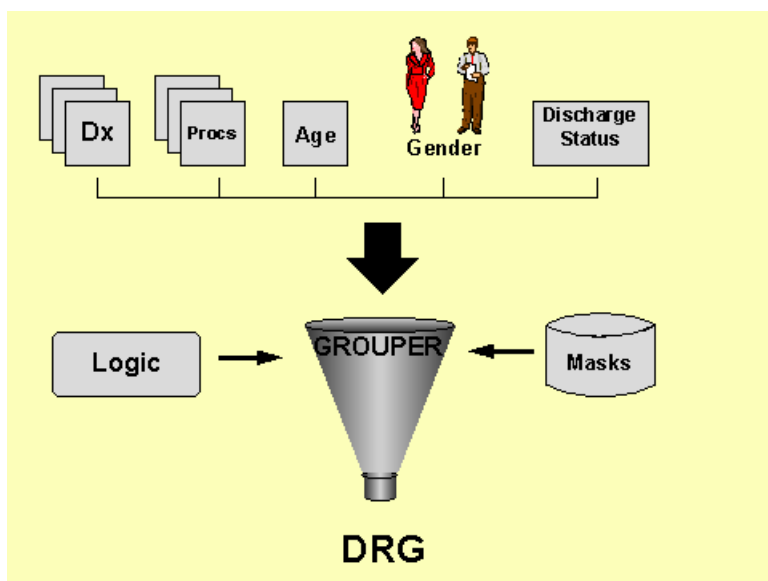 Dx
Procs
Age
Gender
Discharge
Status
Logic
GROUPER
Masks
DRG